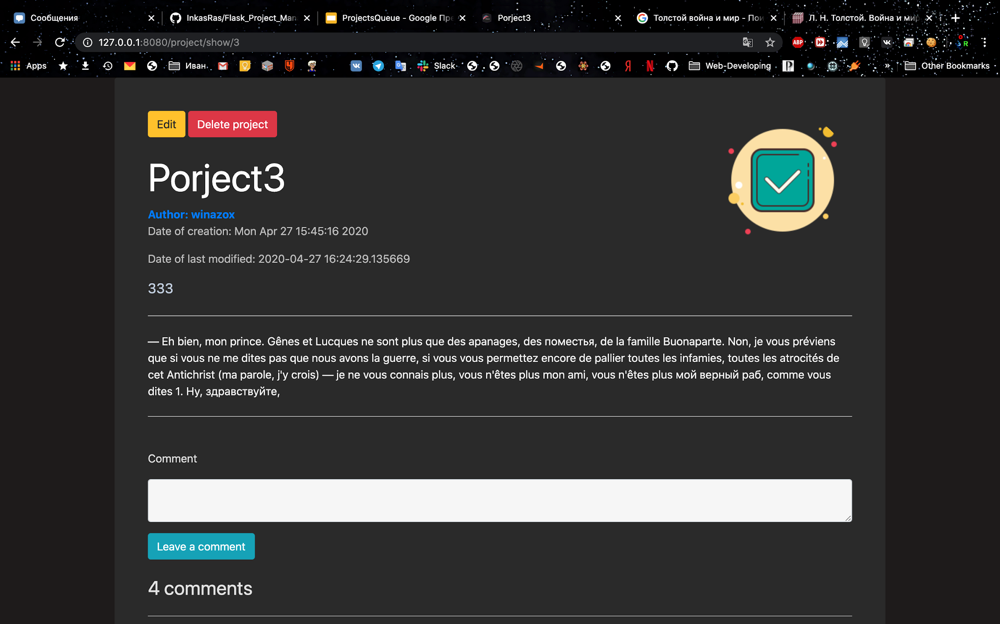 Сообщения
InkasRas/Flask_Project_Man
ProjectsQueue - Google Пре
Porject3
Толстой война и мир - Пои
Л. Н. Толстой. Война и мир
127.0.0.1:8080/project/show/3
ABP
R
Apps
Иван
Slack
Я
N
Web-Developing
P
»
Other Bookmarks
Edit
Delete project
Porject3
Author: winazox
Date of creation: Mon Apr 27 15:45:16 2020
Date of last modified: 2020-04-27 16:24:29.135669
333
— Eh bien, mon prince. Gênes et Lucques ne sont plus que des apanages, des поместья, de la famille Buonaparte. Non, je vous préviens
que si vous ne me dites pas que nous avons la guerre, si vous vous permettez encore de pallier toutes les infamies, toutes les atrocités de
cet Antichrist (ma parole, j'y crois) — je ne vous connais plus, vous n'êtes plus mon ami, vous n'êtes plus мой верный раб, comme vous
dites 1. Ну, здравствуйте,
Comment
Leave a comment
4 comments